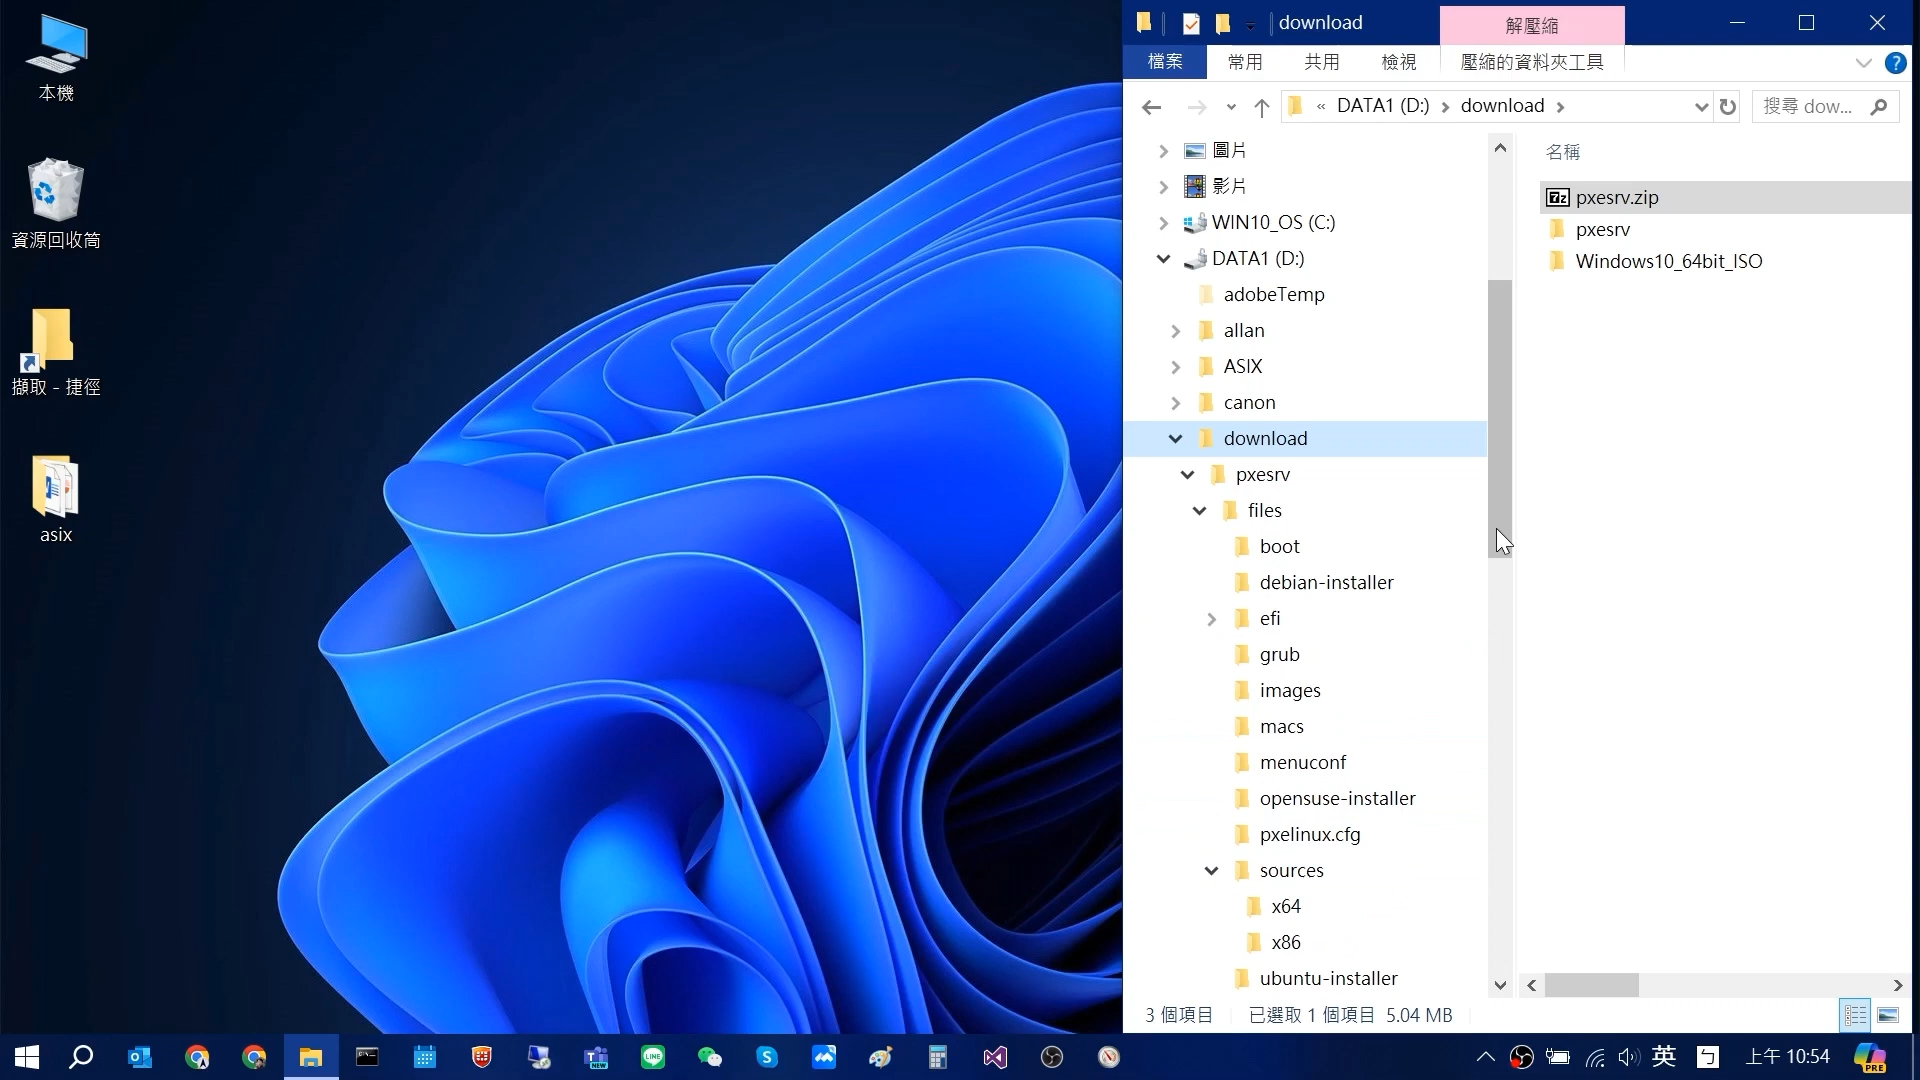 本機
資源回收筒
擷取 - 捷徑
asix
download
解壓縮
檔案
常用
共用
檢視
壓縮的資料夾工具
?
« DATA1 (D:) > download >
搜尋 dow...
圖片
影片
WIN10_OS (C:)
DATA1 (D:)
adobeTemp
allan
ASIX
canon
download
pxesrv
files
boot
debian-installer
efi
grub
images
macs
menuconf
opensuse-installer
pxelinux.cfg
sources
x64
x86
ubuntu-installer
名稱
7z pxesrv.zip
pxesrv
Windows10_64bit_ISO
3 個項目
已選取 1 個項目 5.04 MB
NEW
LINE
英
ㄅ
上午 10:54
PRE